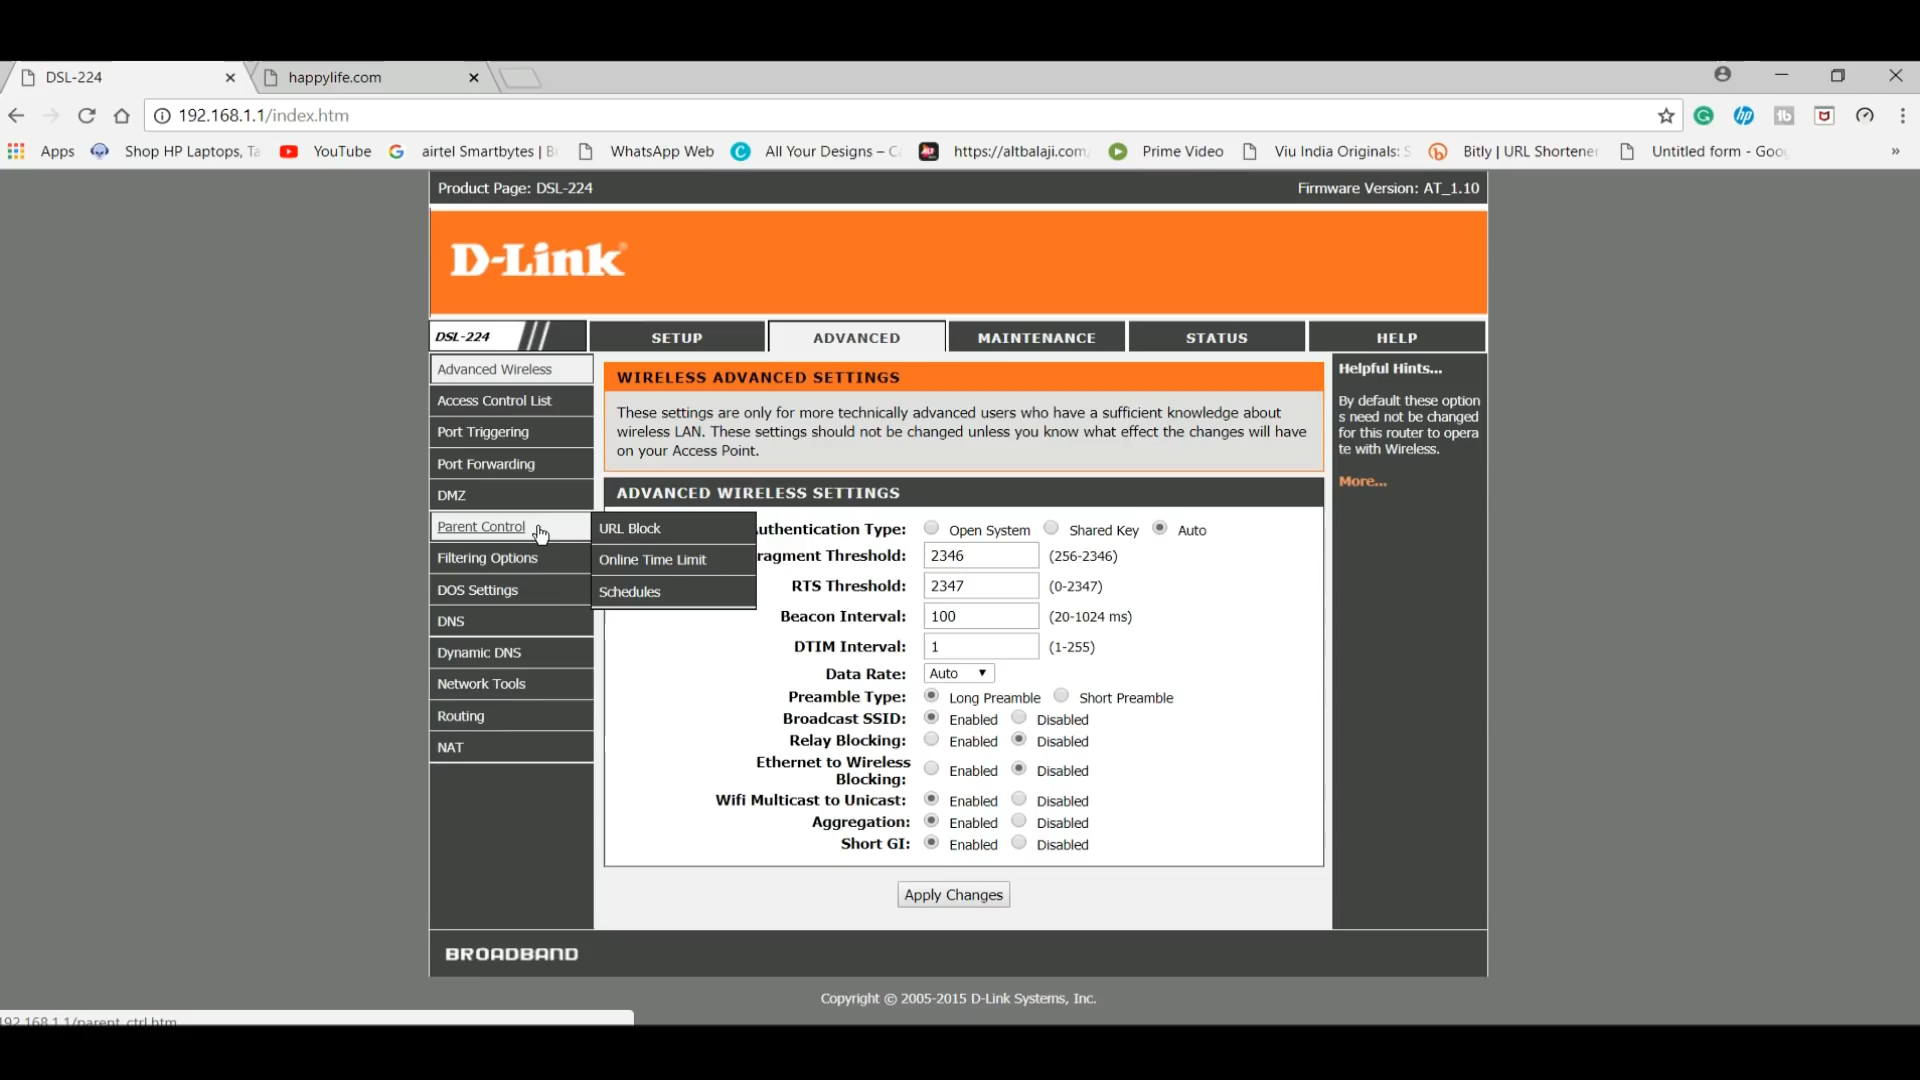 DSL-224
happylife.com
192.168.1.1/index.htm
Apps
Shop HP Laptops, Ta
YouTube
airtel Smartbytes | B
WhatsApp Web
All Your Designs – C
https://altbalaji.com
Prime Video
Viu India Originals: S
Bitly | URL Shortener
Untitled form - Goo
»
Product Page: DSL-224
Firmware Version: AT_1.10
D-Link
DSL-224
SETUP
ADVANCED
MAINTENANCE
STATUS
HELP
Advanced Wireless
Access Control List
Port Triggering
Port Forwarding
DMZ
Parent Control
Filtering Options
DOS Settings
DNS
Dynamic DNS
Network Tools
Routing
NAT
URL Block
Online Time Limit
Schedules
WIRELESS ADVANCED SETTINGS
These settings are only for more technically advanced users who have a sufficient knowledge about
wireless LAN. These settings should not be changed unless you know what effect the changes will have
on your Access Point.
ADVANCED WIRELESS SETTINGS
uthentication Type: Open System Shared Key Auto
ragment Threshold: 2346 (256-2346)
RTS Threshold: 2347 (0-2347)
Beacon Interval: 100 (20-1024 ms)
DTIM Interval: 1 (1-255)
Data Rate: Auto
Preamble Type: Long Preamble Short Preamble
Broadcast SSID: Enabled Disabled
Relay Blocking: Enabled Disabled
Ethernet to Wireless
Blocking: Enabled Disabled
Wifi Multicast to Unicast: Enabled Disabled
Aggregation: Enabled Disabled
Short GI: Enabled Disabled
Apply Changes
Helpful Hints...
By default these option
s need not be changed
for this router to opera
te with Wireless.
More...
BROADBAND
Copyright © 2005-2015 D-Link Systems, Inc.
192.168.1.1/parent_ctrl.htm